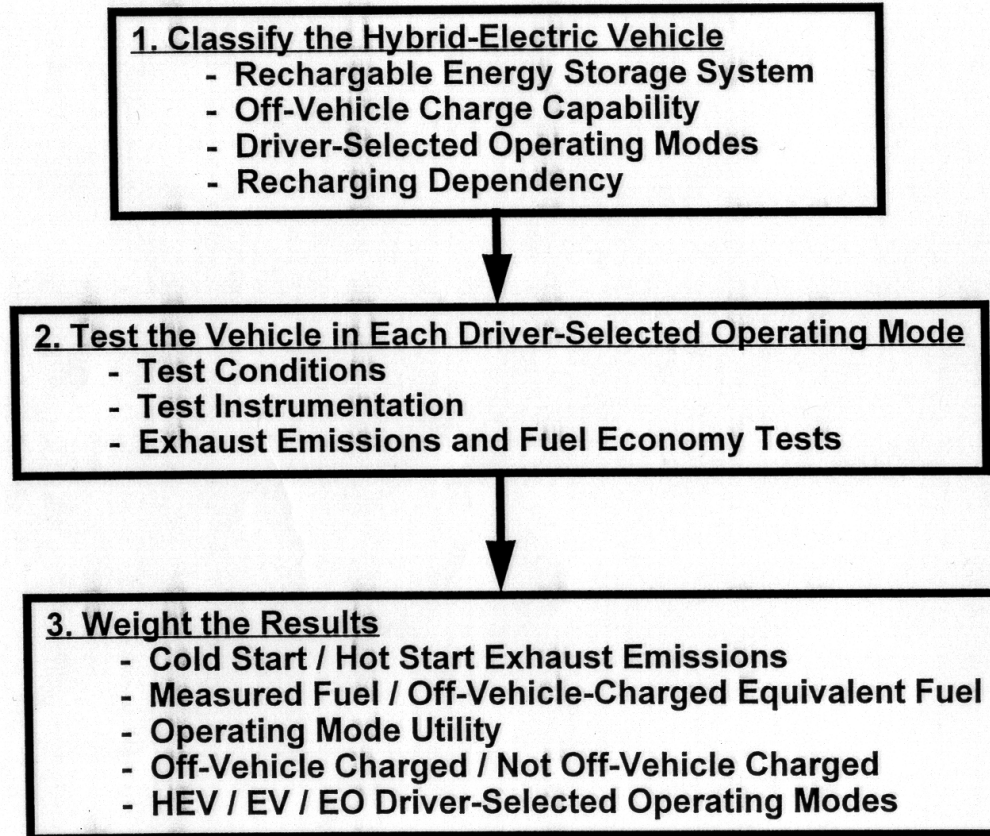 1. Classify the Hybrid-Electric Vehicle
- Rechargable Energy Storage System
- Off-Vehicle Charge Capability
- Driver-Selected Operating Modes
- Recharging Dependency
2. Test the Vehicle in Each Driver-Selected Operating Mode
- Test Conditions
- Test Instrumentation
- Exhaust Emissions and Fuel Economy Tests
3. Weight the Results
- Cold Start / Hot Start Exhaust Emissions
- Measured Fuel / Off-Vehicle-Charged Equivalent Fuel
- Operating Mode Utility
- Off-Vehicle Charged / Not Off-Vehicle Charged
- HEV / EV / EO Driver-Selected Operating Modes